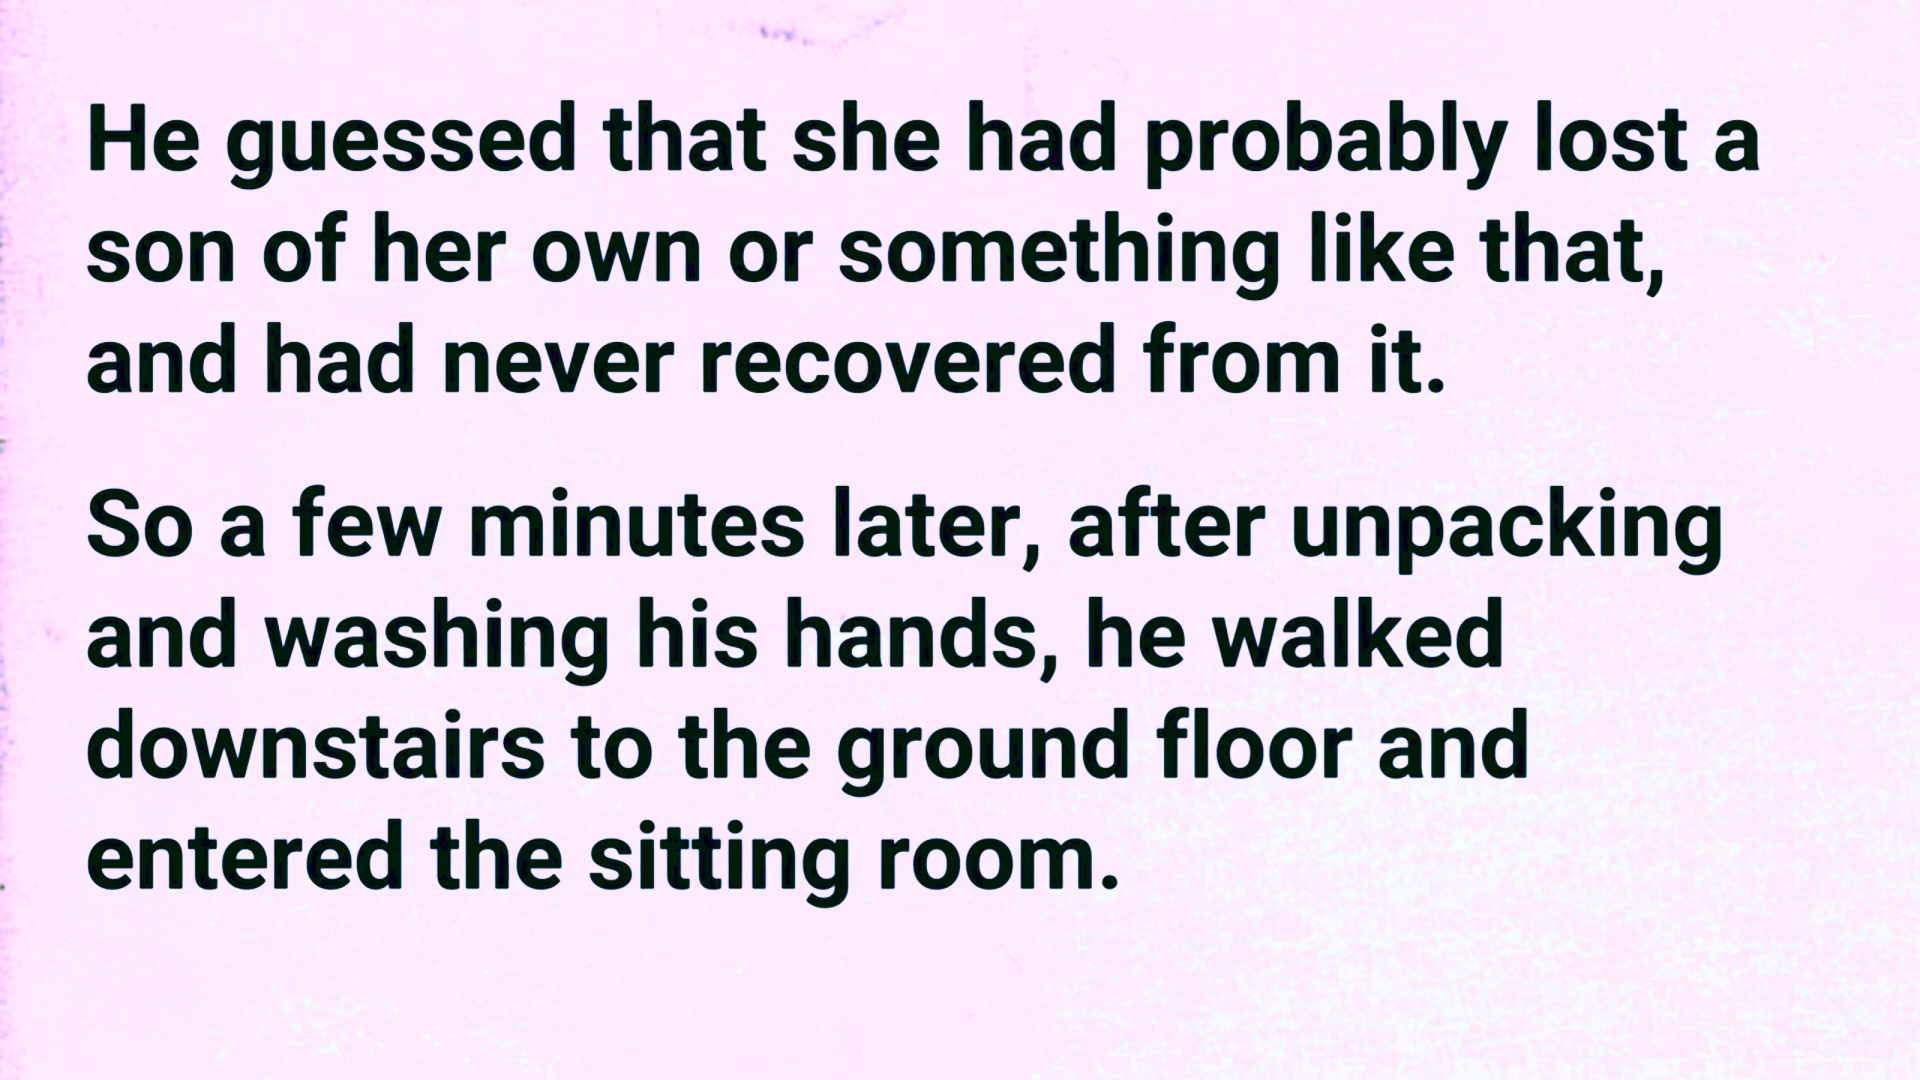 He guessed that she had probably lost a
son of her own or something like that,
and had never recovered from it.
So a few minutes later, after unpacking
and washing his hands, he walked
downstairs to the ground floor and
entered the sitting room.